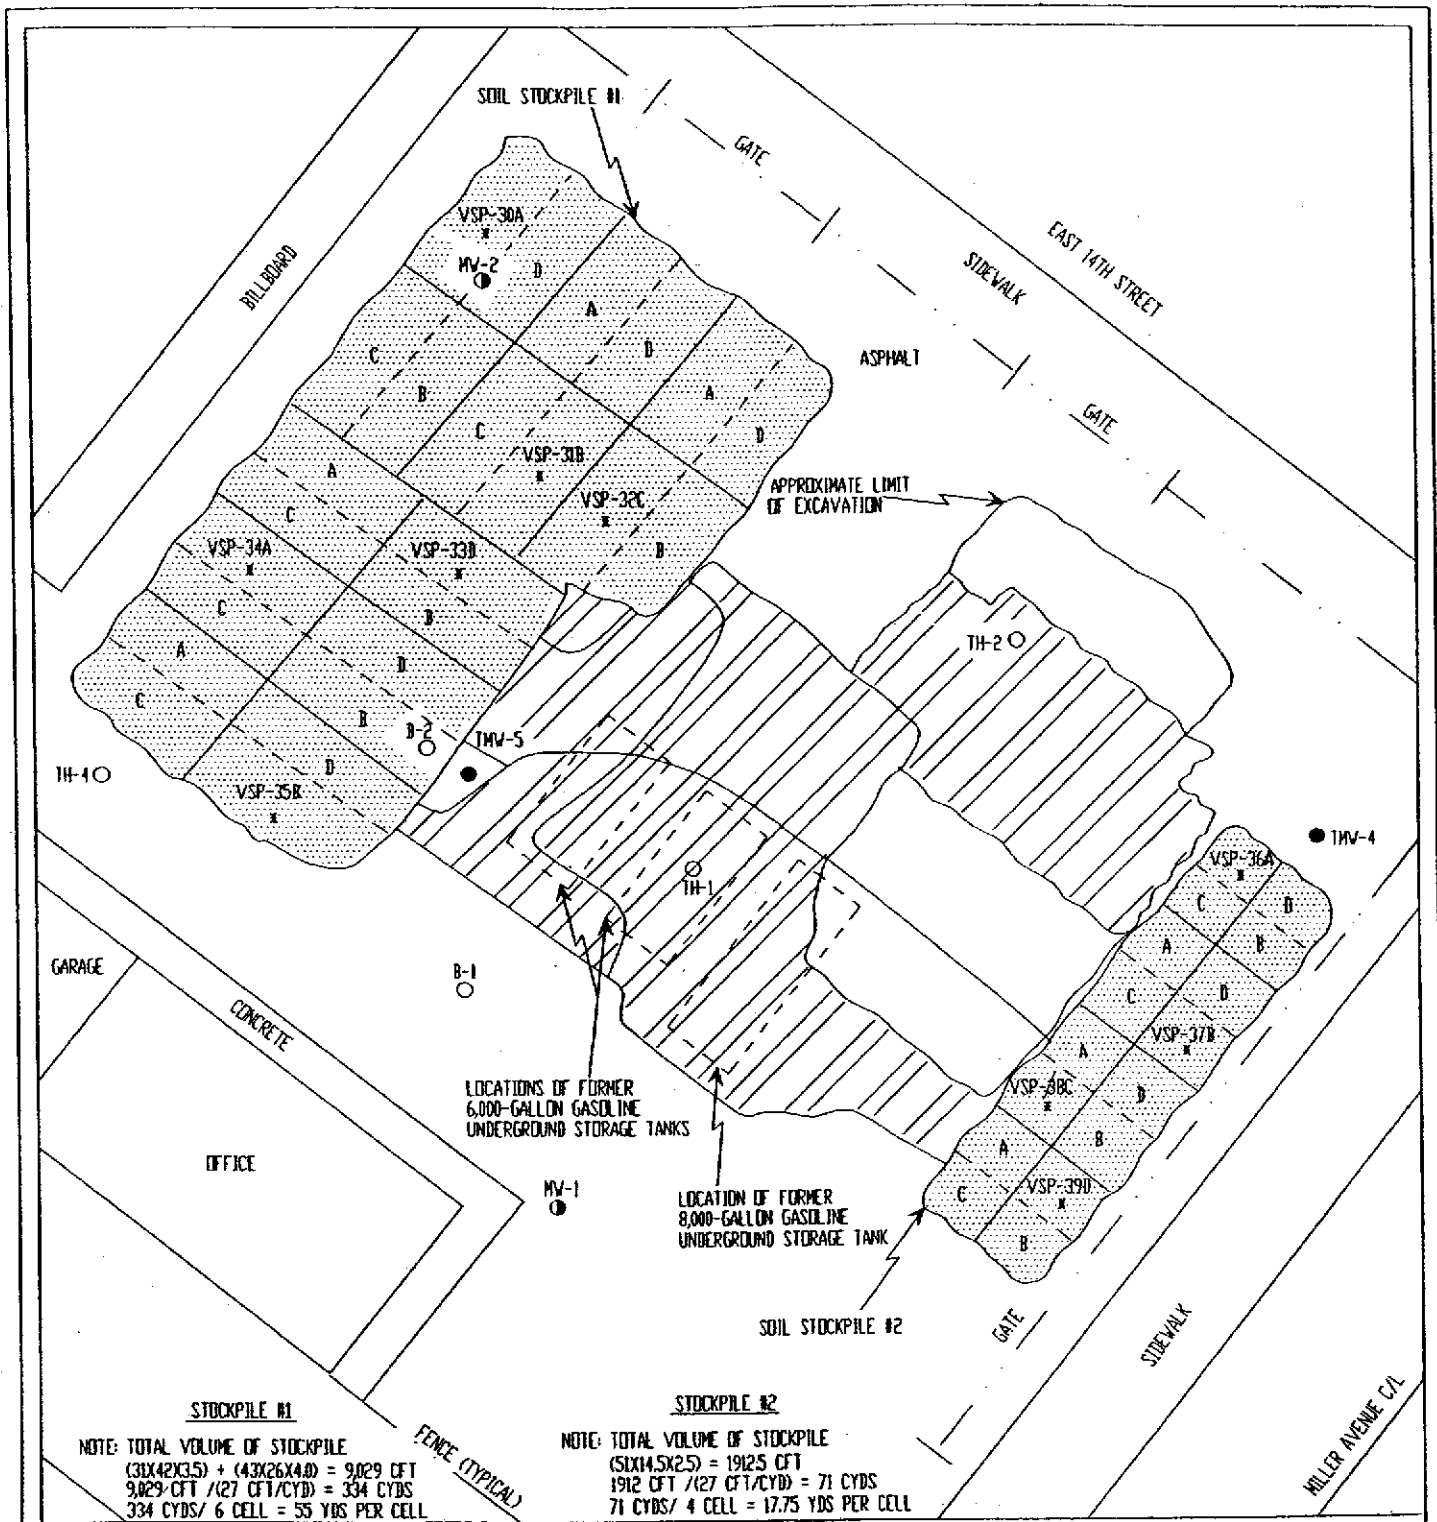 SOIL STOCKPILE #1
GATE
EAST 14TH STREET
SIDEWALK
BILLBOARD
VSP-30A
MW-2
D
A
D
C
B
A
ASPHALT
GATE
C
D
VSP-31B
A
VSP-32C
APPROXIMATE LIMIT
OF EXCAVATION
C
VSP-34A
VSP-33D
B
C
B
TH-2
A
D
C
B
B-2
TMW-5
TH-4
D
VSP-35B
TMW-4
VSP-36A
TH-1
C
D
A
B
GARAGE
B-1
C
D
CONCRETE
A
VSP-37B
VSP-38C
D
LOCATIONS OF FORMER
6,000-GALLON GASOLINE
UNDERGROUND STORAGE TANKS
A
B
OFFICE
MW-1
C
VSP-39D
LOCATION OF FORMER
8,000-GALLON GASOLINE
UNDERGROUND STORAGE TANK
B
SOIL STOCKPILE #2
GATE
SIDEWALK
MILLER AVENUE C/L
FENCE (TYPICAL)
STOCKPILE #1
NOTE: TOTAL VOLUME OF STOCKPILE
(31X42X3.5) + (43X26X4.0) = 9,029 CFT
9,029 CFT /(27 CFT/CYD) = 334 CYDS
334 CYDS/ 6 CELL = 55 YDS PER CELL
STOCKPILE #2
NOTE: TOTAL VOLUME OF STOCKPILE
(51X14.5X2.5) = 1912.5 CFT
1912 CFT /(27 CFT/CYD) = 71 CYDS
71 CYDS/ 4 CELL = 17.75 YDS PER CELL